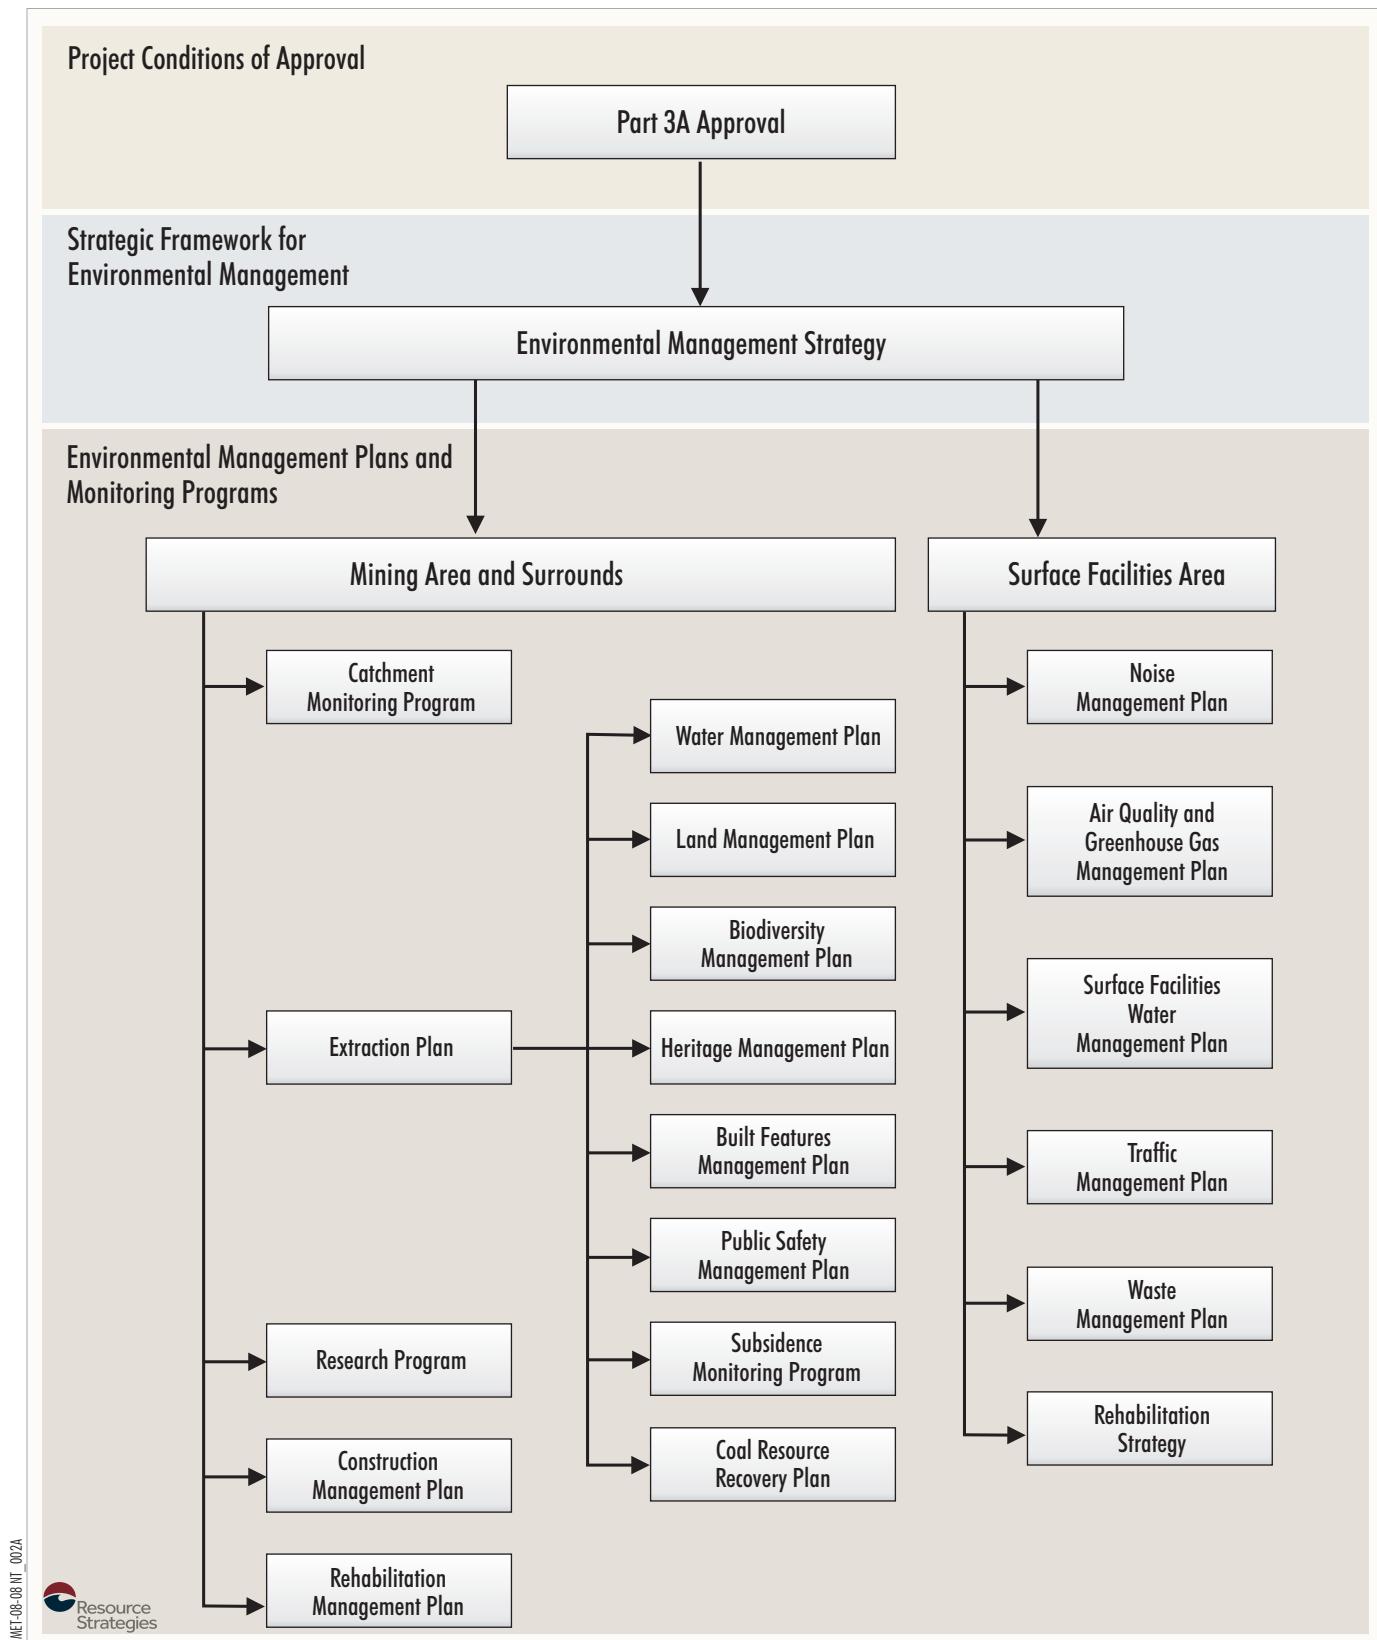 Project Conditions of Approval
Part 3A Approval
Strategic Framework for
Environmental Management
Environmental Management Strategy
Environmental Management Plans and
Monitoring Programs
Mining Area and Surrounds
Surface Facilities Area
Catchment
Monitoring Program
Extraction Plan
Research Program
Construction
Management Plan
Rehabilitation
Management Plan
Water Management Plan
Land Management Plan
Biodiversity
Management Plan
Heritage Management Plan
Built Features
Management Plan
Public Safety
Management Plan
Subsidence
Monitoring Program
Coal Resource
Recovery Plan
Noise
Management Plan
Air Quality and
Greenhouse Gas
Management Plan
Surface Facilities
Water
Management Plan
Traffic
Management Plan
Waste
Management Plan
Rehabilitation
Strategy
Resource
Strategies
MET-08-08 NT_002A